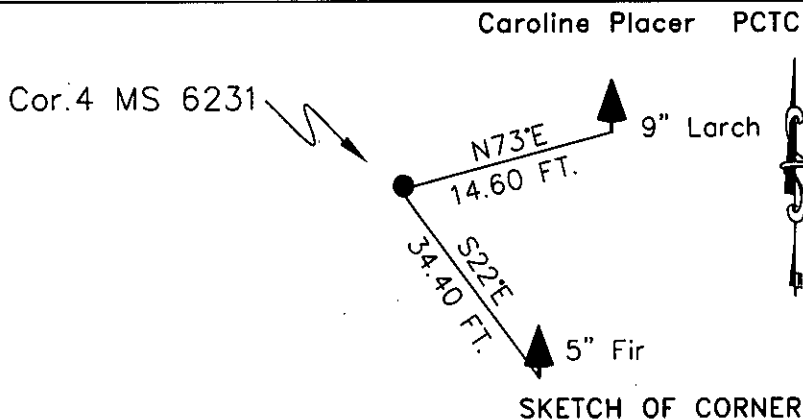 Caroline Placer PCTC
Cor.4 MS 6231
9" Larch
N73°E
14.60 FT.
S22°E
34.40 FT.
5" Fir
SKETCH OF CORNER